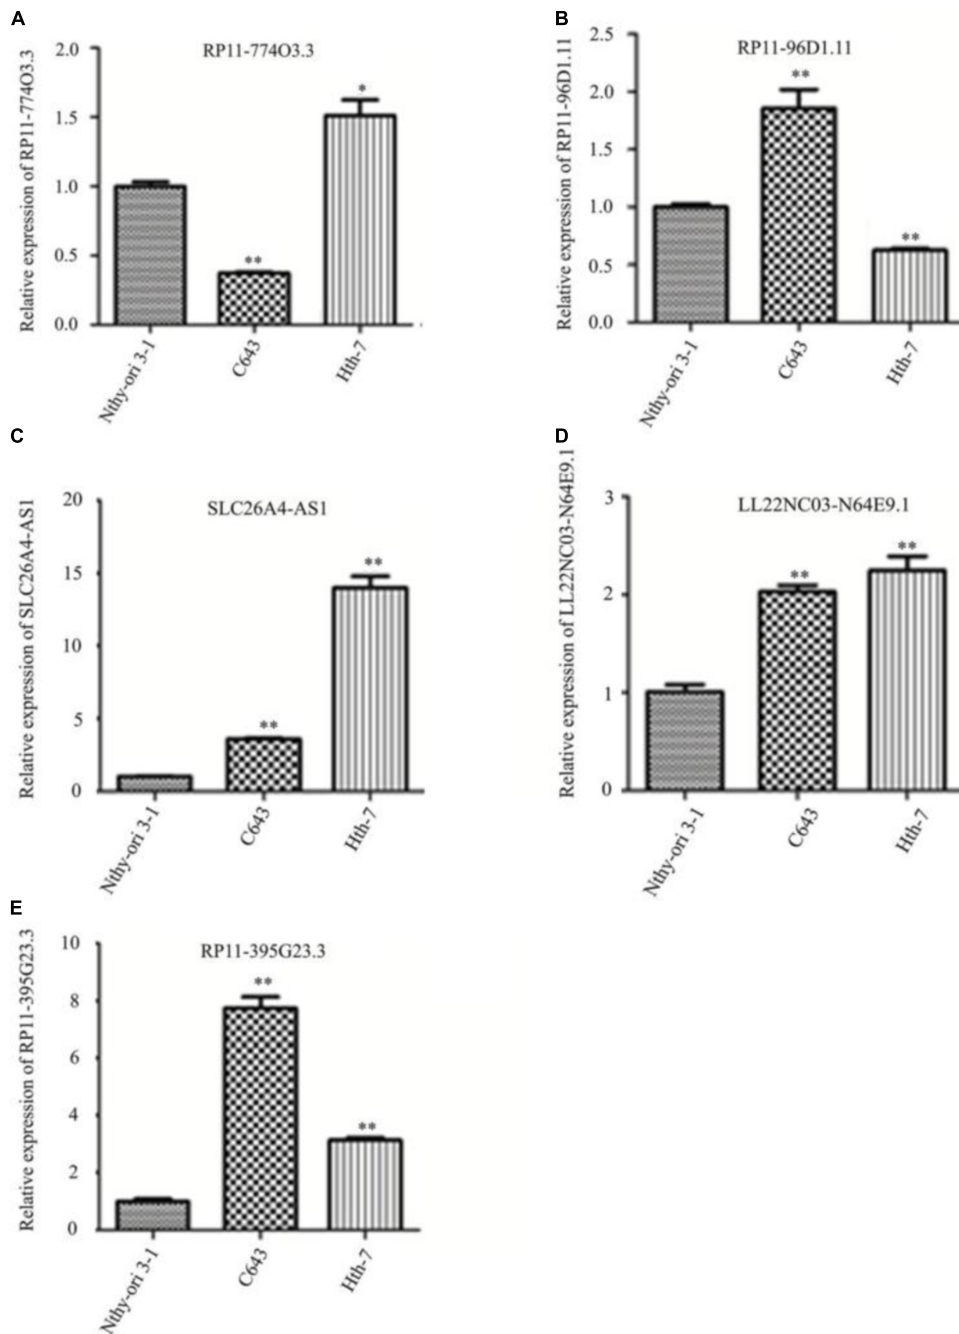 A
RP11-774O3.3
Relative expression of RP11-774O3.3
2.0
1.5
1.0
0.5
0.0
*
**
Nthy-ori 3-1
C643
Hth-7
B
RP11-96D1.11
Relative expression of RP11-96D1.11
2.5
2.0
1.5
1.0
0.5
0.0
**
**
Nthy-ori 3-1
C643
Hth-7
C
SLC26A4-AS1
Relative expression of SLC26A4-AS1
20
15
10
5
0
**
**
Nthy-ori 3-1
C643
Hth-7
D
LL22NC03-N64E9.1
Relative expression of LL22NC03-N64E9.1
3
2
1
0
**
**
Nthy-ori 3-1
C643
Hth-7
E
RP11-395G23.3
Relative expression of RP11-395G23.3
10
8
6
4
2
0
**
**
Nthy-ori 3-1
C643
Hth-7